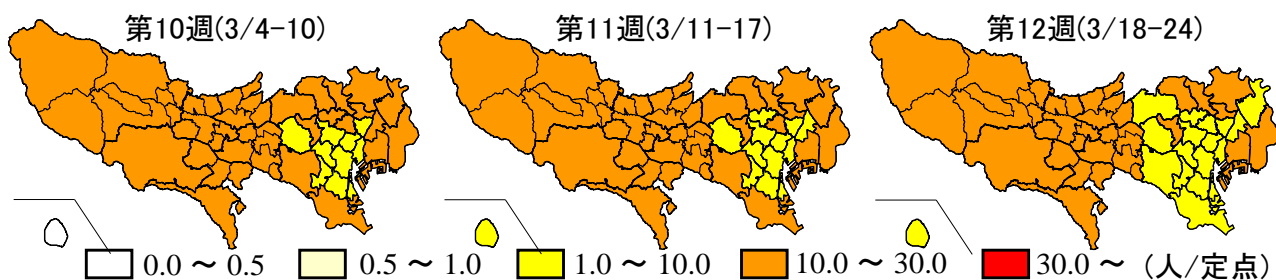 第10週(3/4-10)
第11週(3/11-17)
第12週(3/18-24)
0.0 ～ 0.5
0.5 ～ 1.0
1.0 ～ 10.0
10.0 ～ 30.0
30.0 ～ (人/定点)